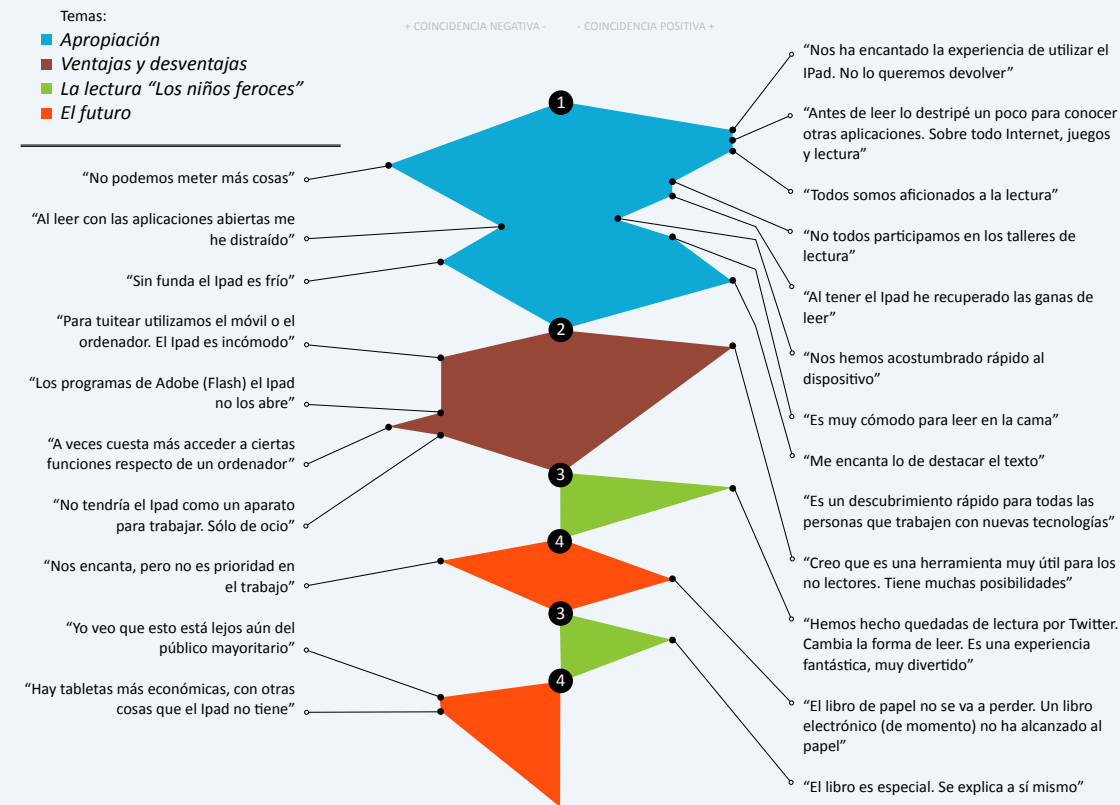 Temas:
Apropiación
Ventajas y desventajas
La lectura “Los niños feroces”
El futuro
+ COINCIDENCIA NEGATIVA -
- COINCIDENCIA POSITIVA +
1
2
3
4
3
4
“No podemos meter más cosas”
“Al leer con las aplicaciones abiertas me
he distraído”
“Sin funda el Ipad es frío”
“Para tuitear utilizamos el móvil o el
ordenador. El Ipad es incómodo”
“Los programas de Adobe (Flash) el Ipad
no los abre”
“A veces cuesta más acceder a ciertas
funciones respecto de un ordenador”
“No tendría el Ipad como un aparato
para trabajar. Sólo de ocio”
“Nos encanta, pero no es prioridad en
el trabajo”
“Yo veo que esto está lejos aún del
público mayoritario”
“Hay tabletas más económicas, con otras
cosas que el Ipad no tiene”
“Nos ha encantado la experiencia de utilizar el
IPad. No lo queremos devolver”
“Antes de leer lo destripé un poco para conocer
otras aplicaciones. Sobre todo Internet, juegos
y lectura”
“Todos somos aficionados a la lectura”
“No todos participamos en los talleres de
lectura”
“Al tener el Ipad he recuperado las ganas de
leer”
“Nos hemos acostumbrado rápido al
dispositivo”
“Es muy cómodo para leer en la cama”
“Me encanta lo de destacar el texto”
“Es un descubrimiento rápido para todas las
personas que trabajen con nuevas tecnologías”
“Creo que es una herramienta muy útil para los
no lectores. Tiene muchas posibilidades”
“Hemos hecho quedadas de lectura por Twitter.
Cambia la forma de leer. Es una experiencia
fantástica, muy divertido”
“El libro de papel no se va a perder. Un libro
electrónico (de momento) no ha alcanzado al
papel”
“El libro es especial. Se explica a sí mismo”